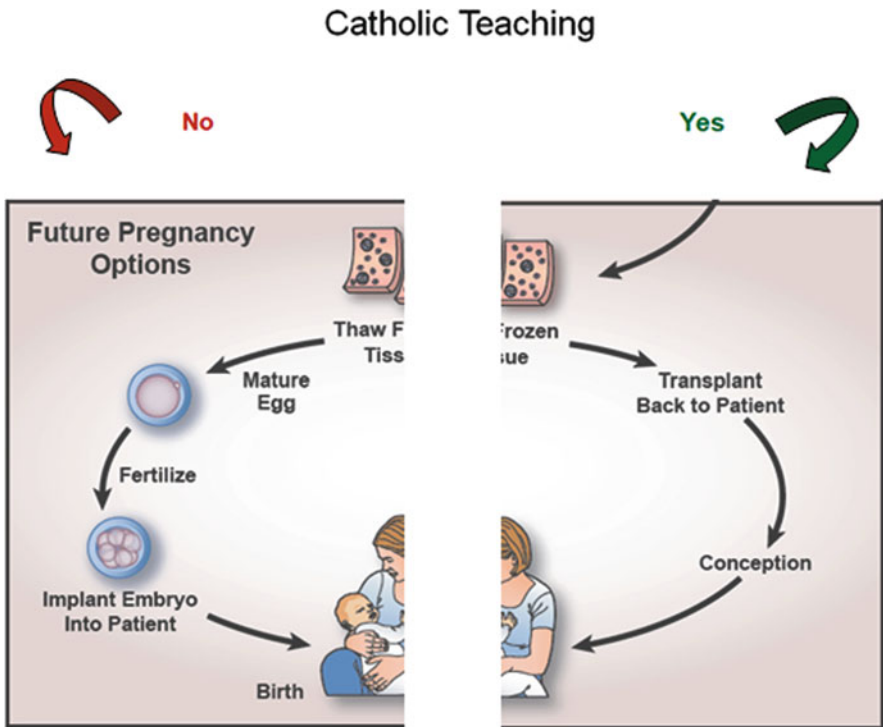 Catholic Teaching
No
Yes
Future Pregnancy
Options
Thaw F
Tiss
Mature
Egg
Fertilize
Implant Embryo
Into Patient
Birth
Frozen
sue
Transplant
Back to Patient
Conception